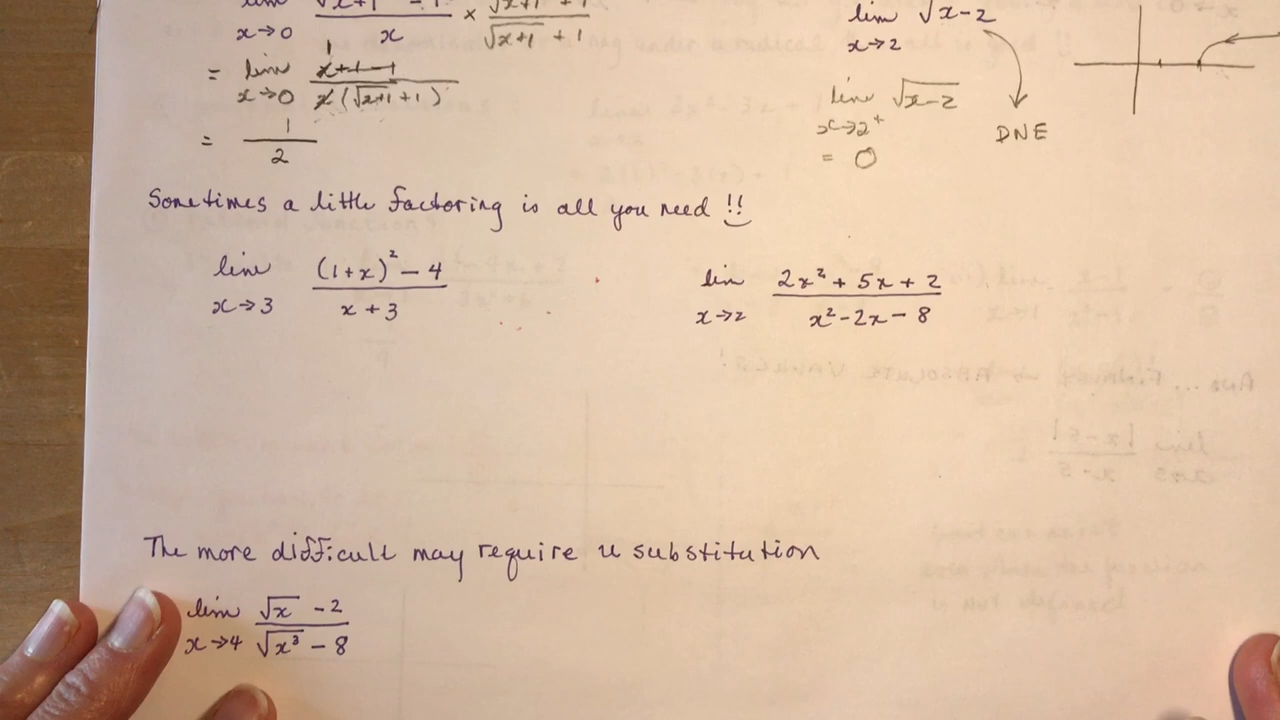 lim √x+1 - 1 × √x+1 + 1
x→0 x √x+1 + 1
1
= lim x+1-1
x→0 x(√x+1 +1)
= 1
2
lim √x-2
x→2
lim √x-2
x→2⁺
= 0
DNE
Sometimes a little factoring is all you need !!
lim (1+x)² - 4
x→3 x + 3
lim 2x² + 5x + 2
x→2 x² - 2x - 8
The more difficult may require u substitution
lim √x - 2
x→4 √x³ - 8